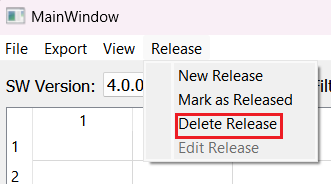 MainWindow
File Export View Release
SW Version: 4.0.0
New Release
Mark as Released
Delete Release
Edit Release
1
1
2